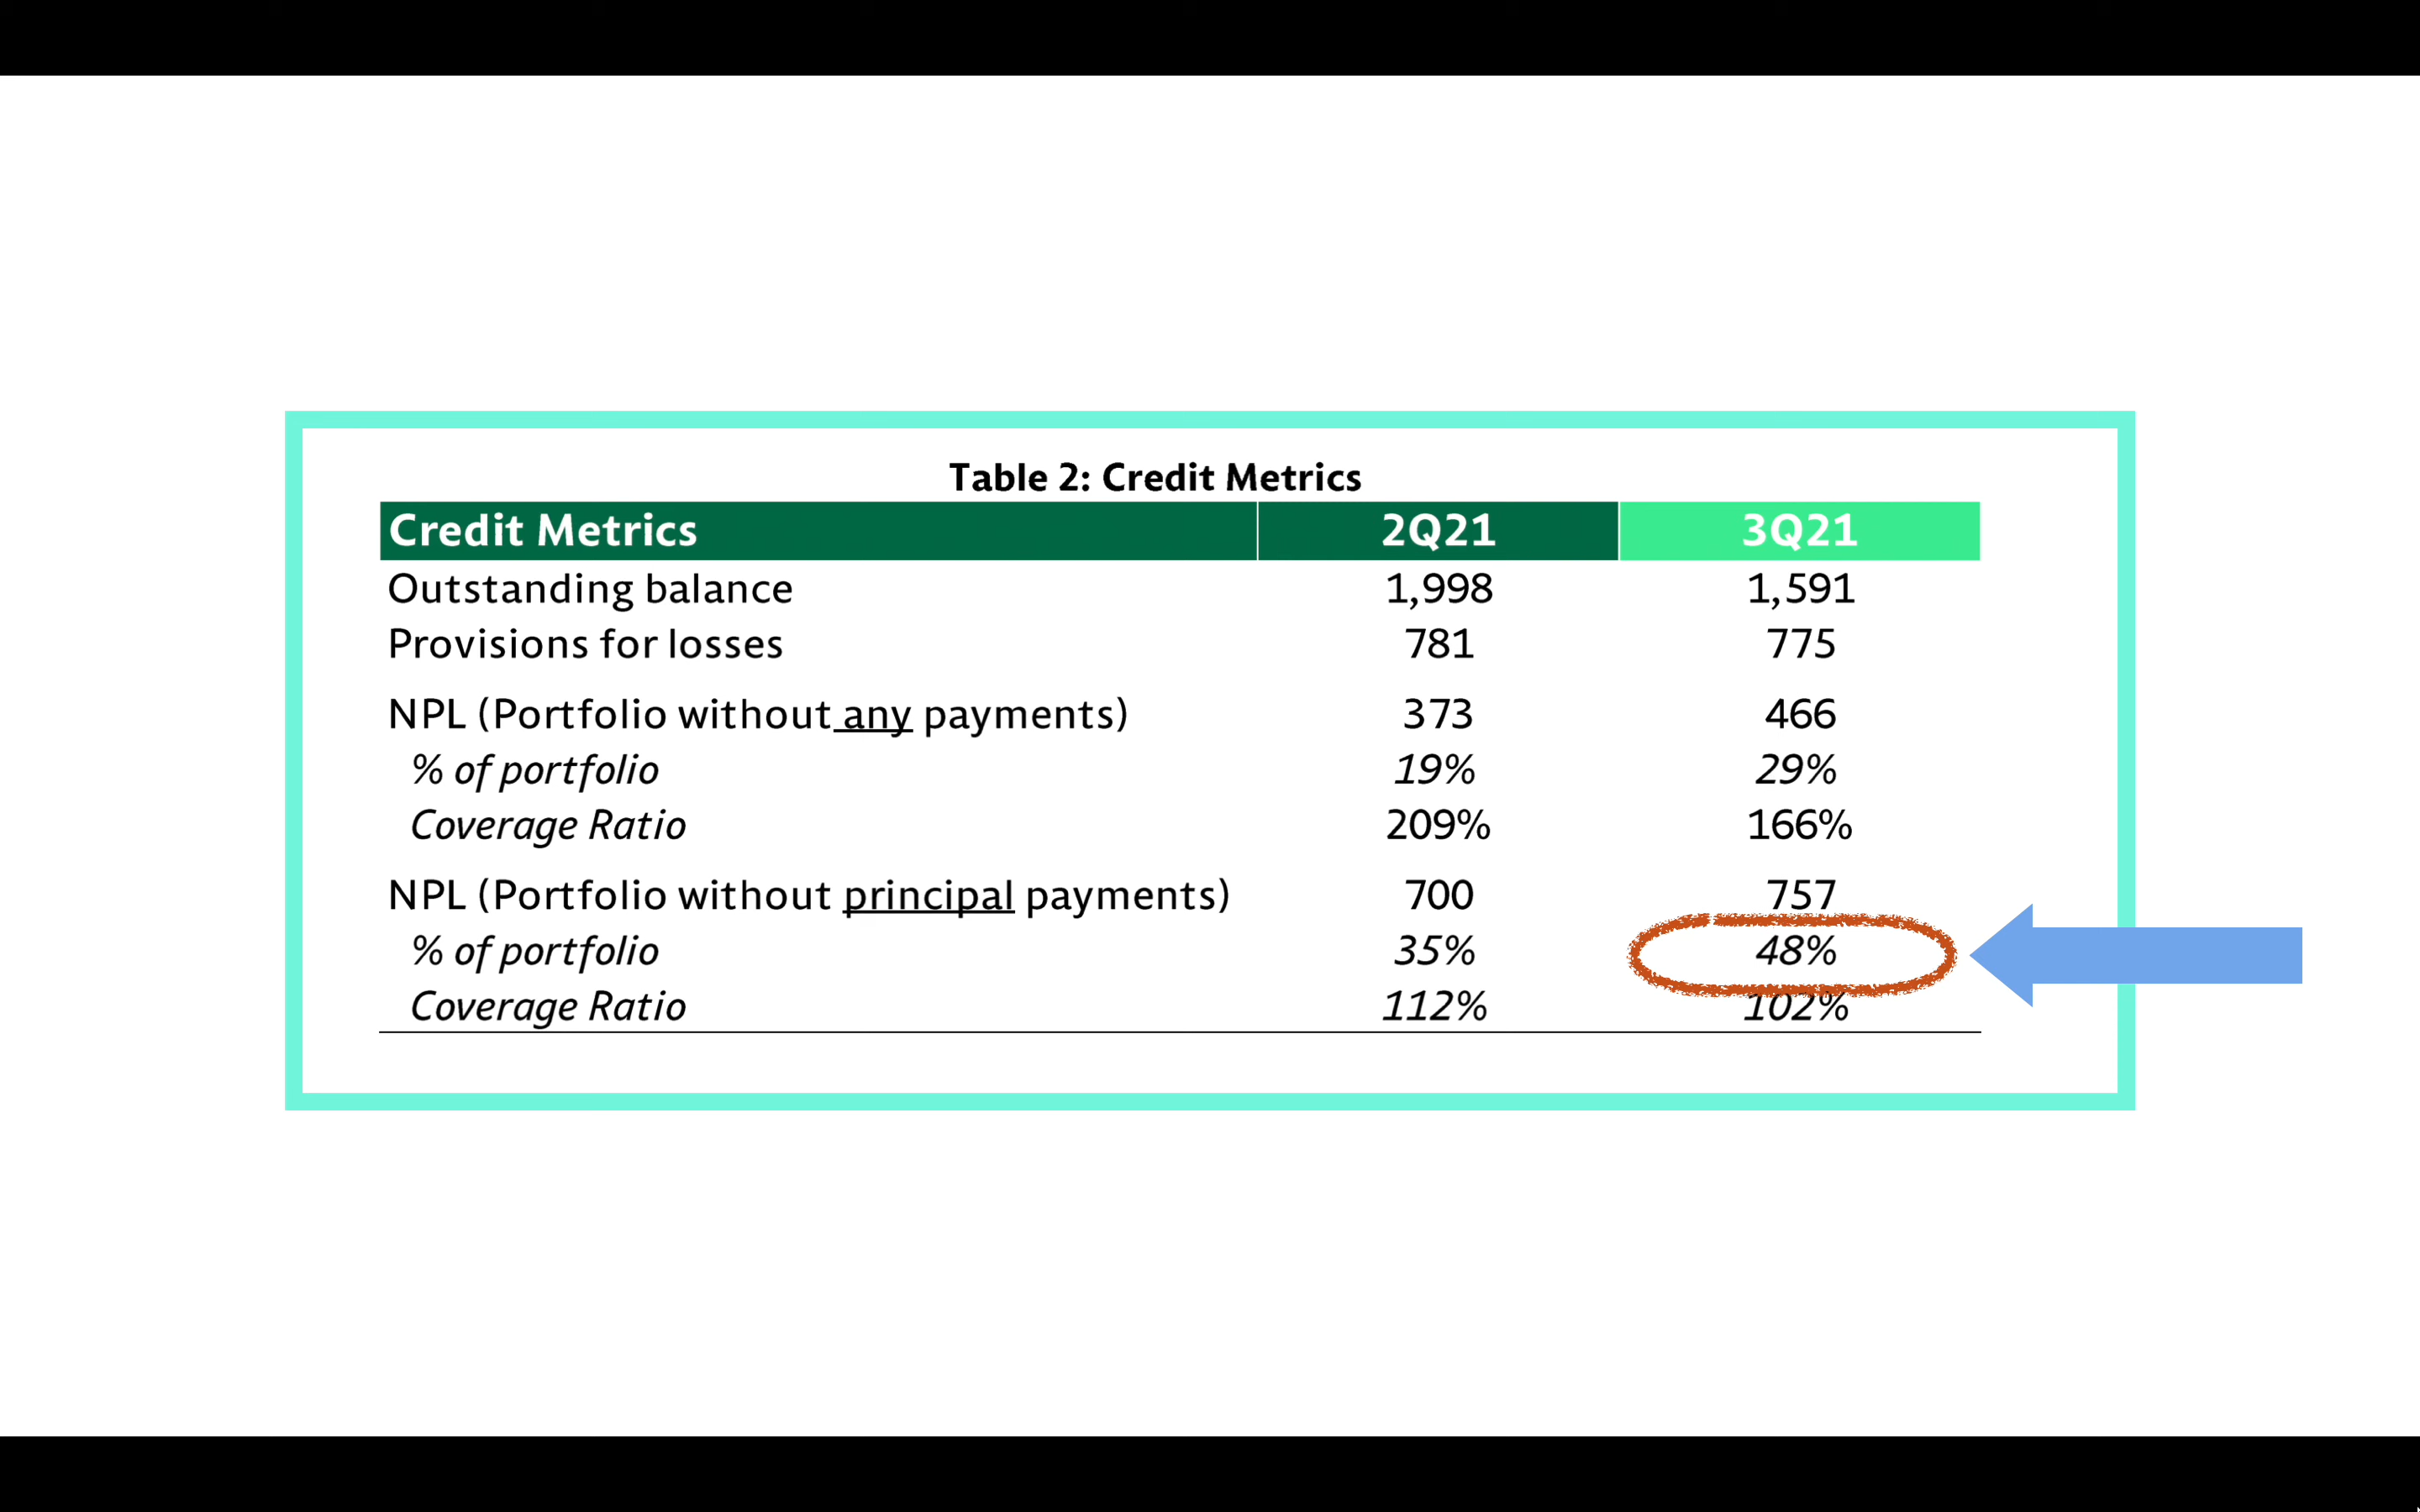 Table 2: Credit Metrics
Credit Metrics 2Q21 3Q21
Outstanding balance 1,998 1,591
Provisions for losses 781 775
NPL (Portfolio without any payments) 373 466
% of portfolio 19% 29%
Coverage Ratio 209% 166%
NPL (Portfolio without principal payments) 700 757
% of portfolio 35% 48%
Coverage Ratio 112% 102%